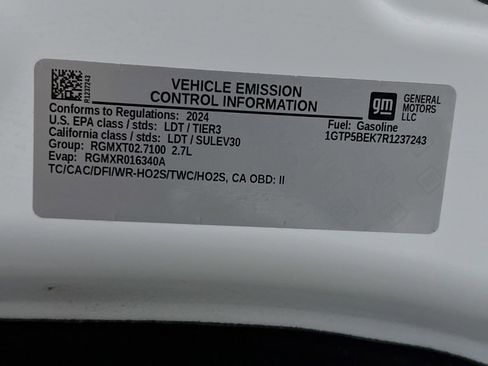 R1237243
VEHICLE EMISSION
CONTROL INFORMATION
gm
GENERAL
MOTORS
LLC
Conforms to Regulations: 2024
U.S. EPA class / stds: LDT / TIER3
California class / stds: LDT / SULEV30
Group: RGMXT02.7100 2.7L
Evap: RGMXR016340A
TC/CAC/DFI/WR-HO2S/TWC/HO2S, CA OBD: II
Fuel: Gasoline
1GTP5BEK7R1237243